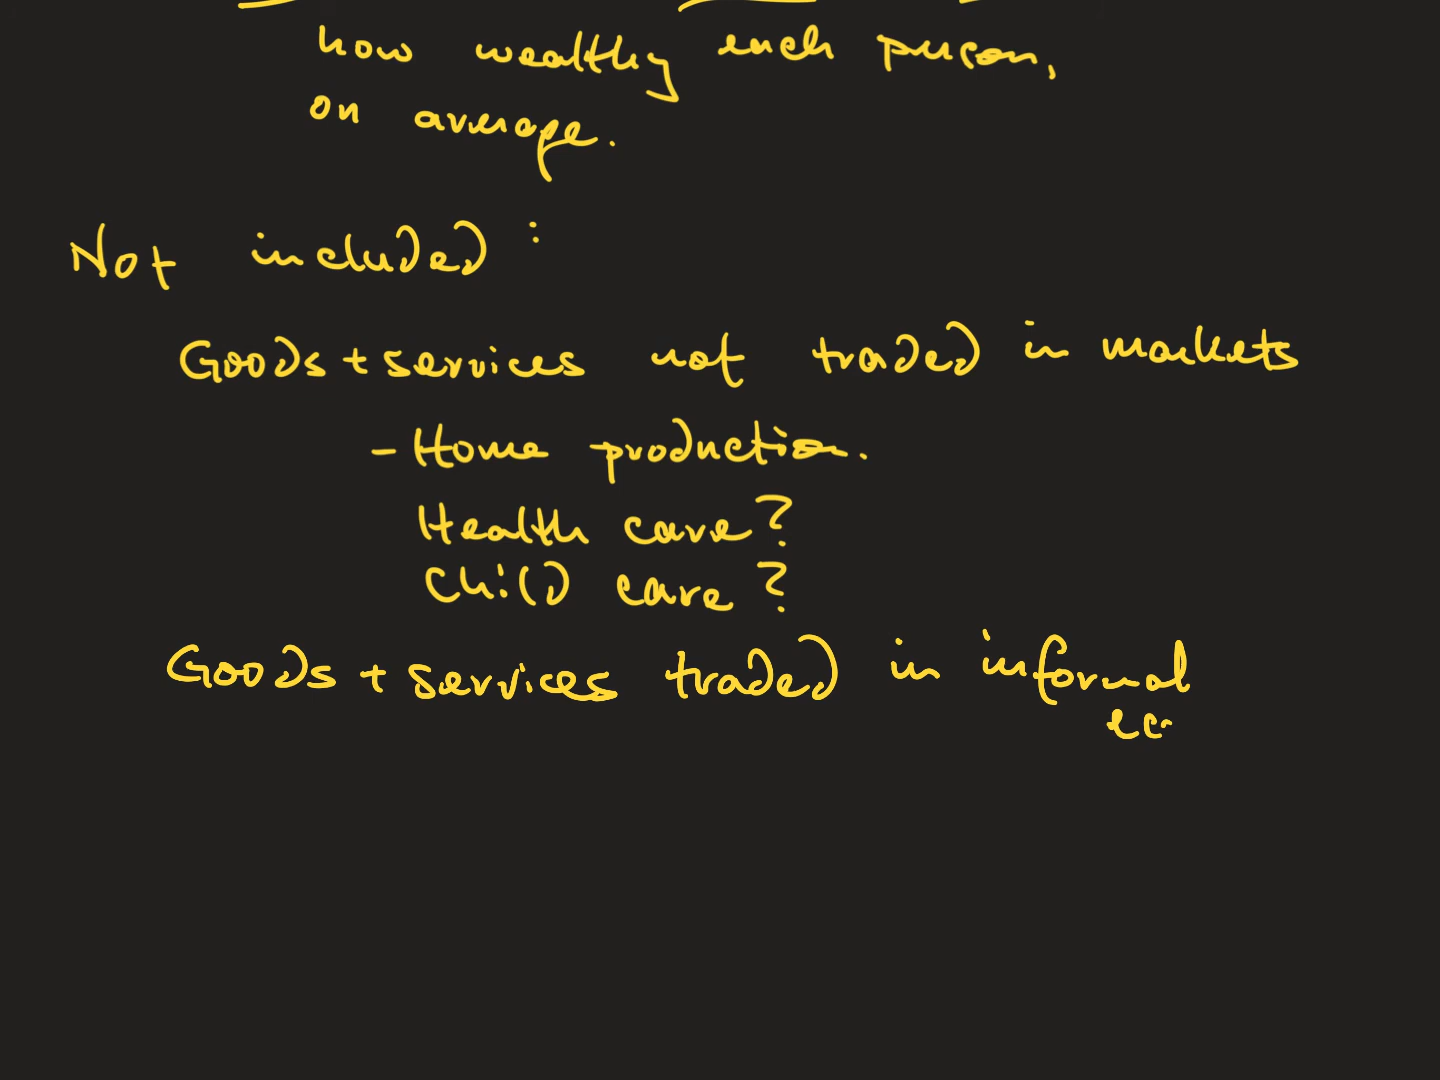 how wealthy each person,
on average.
Not included :
Goods + services not traded in markets
- Home production.
Health care?
Child care?
Goods + services traded in informal
ec